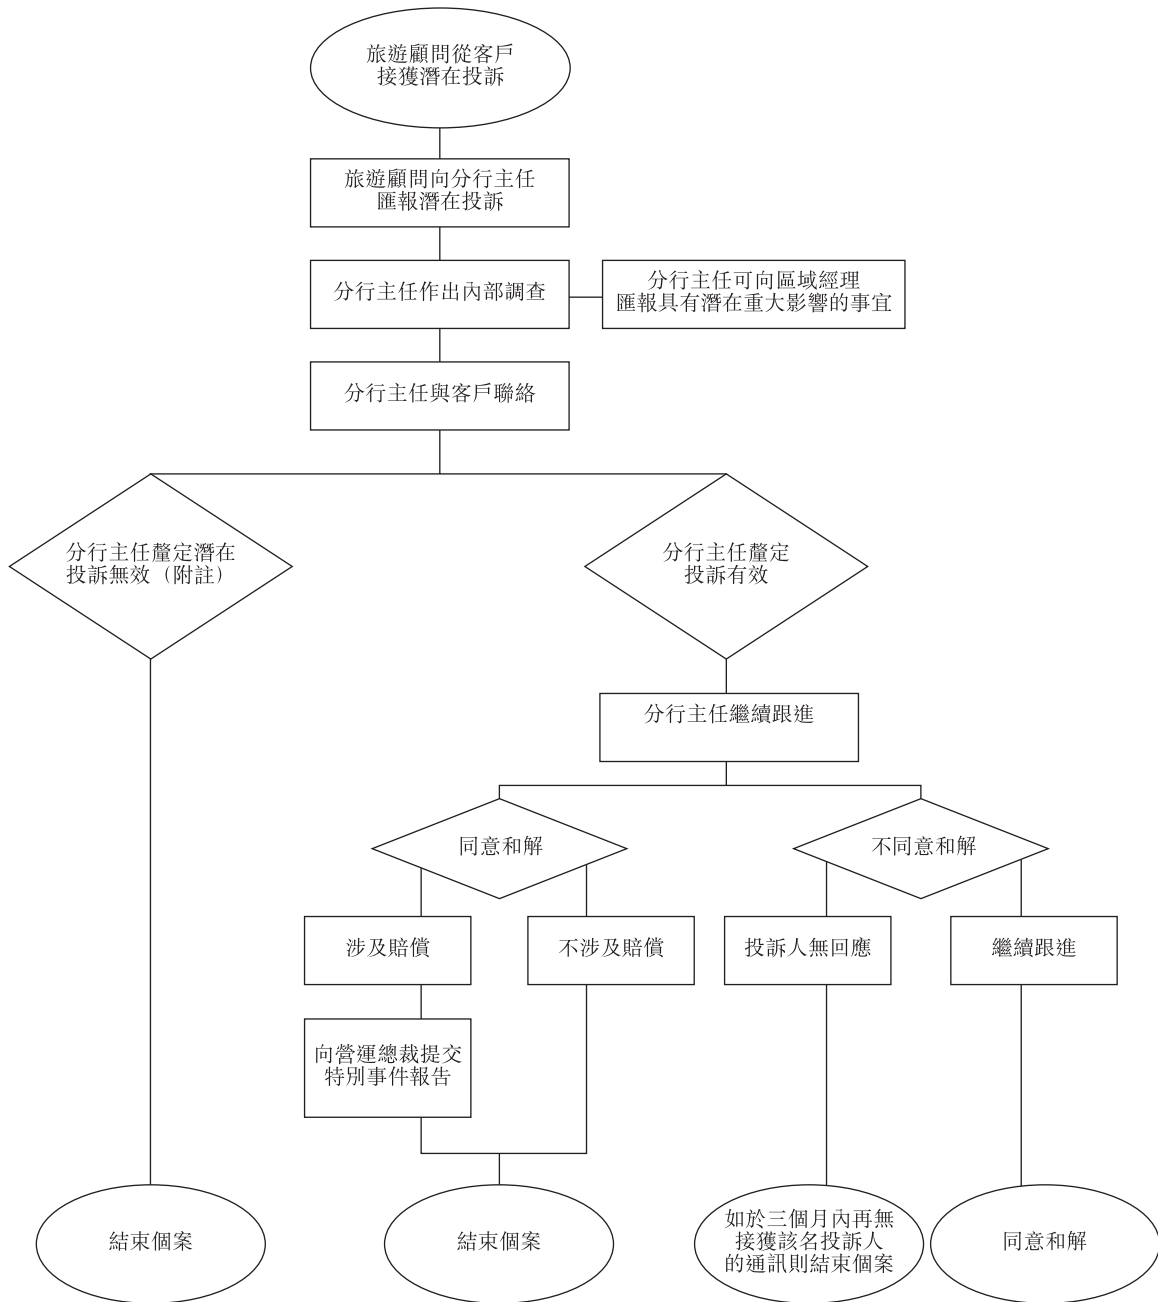 旅遊顧問從客戶
接獲潛在投訴
旅遊顧問向分行主任
匯報潛在投訴
分行主任作出內部調查
分行主任可向區域經理
匯報具有潛在重大影響的事宜
分行主任與客戶聯絡
分行主任釐定潛在
投訴無效（附註）
分行主任釐定
投訴有效
分行主任繼續跟進
同意和解
不同意和解
涉及賠償
不涉及賠償
投訴人無回應
繼續跟進
向營運總裁提交
特別事件報告
結束個案
結束個案
如於三個月內再無
接獲該名投訴人
的通訊則結束個案
同意和解